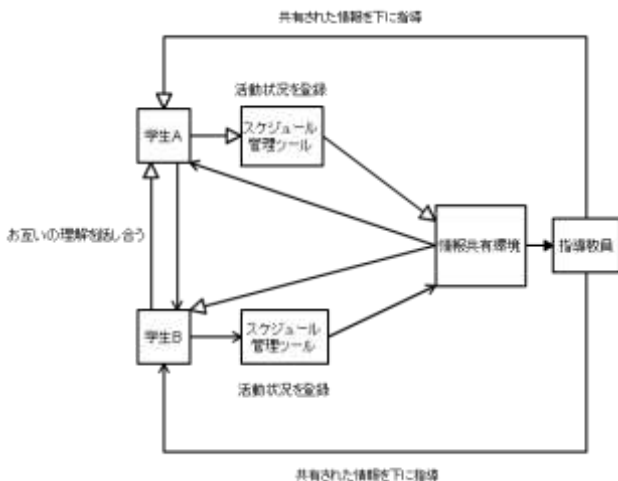 共有された情報を下に指導
活動状況を登録
学生A
スケジュール
管理ツール
お互いの理解を話し合う
情報共有環境
指導教員
学生B
スケジュール
管理ツール
活動状況を登録
共有された情報を下に指導